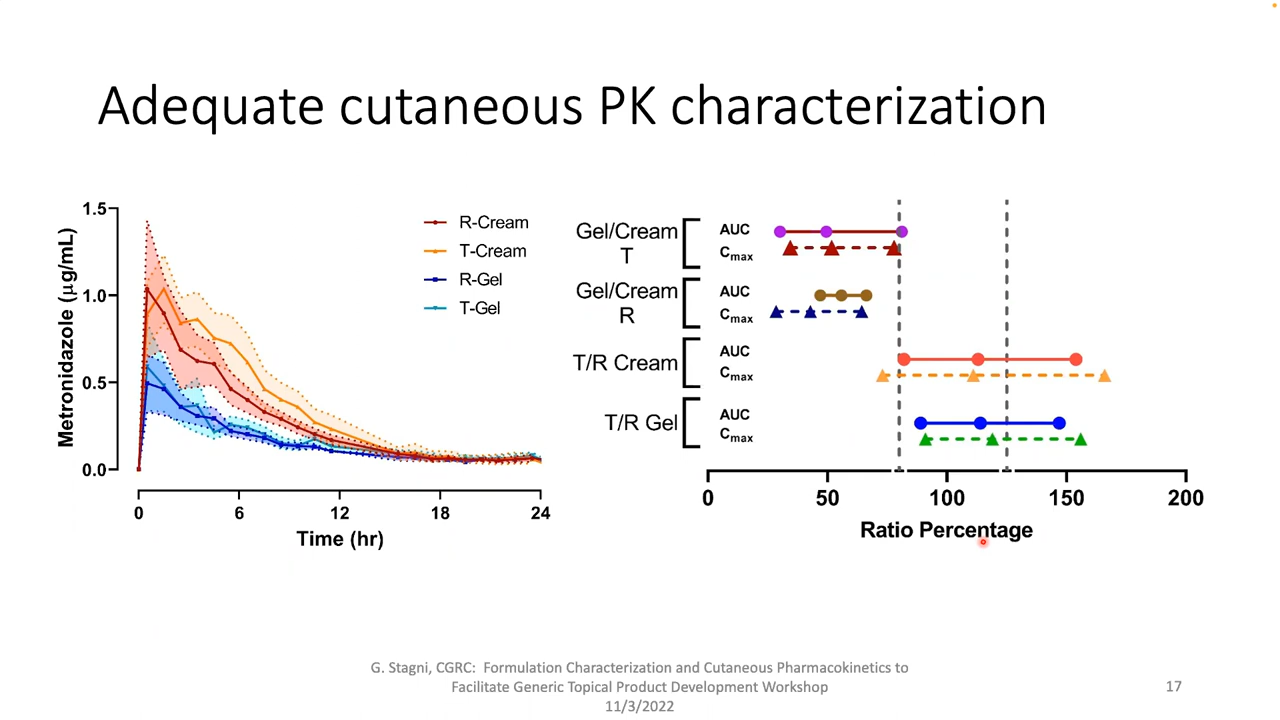 Adequate cutaneous PK characterization
Metronidazole (μg/mL)
1.5
1.0
0.5
0.0
0
6
12
18
24
Time (hr)
R-Cream
T-Cream
R-Gel
T-Gel
Gel/Cream
T
AUC
Cmax
Gel/Cream
R
AUC
Cmax
T/R Cream
AUC
Cmax
T/R Gel
AUC
Cmax
0
50
100
150
200
Ratio Percentage
G. Stagni, CGRC: Formulation Characterization and Cutaneous Pharmacokinetics to
Facilitate Generic Topical Product Development Workshop
11/3/2022
17